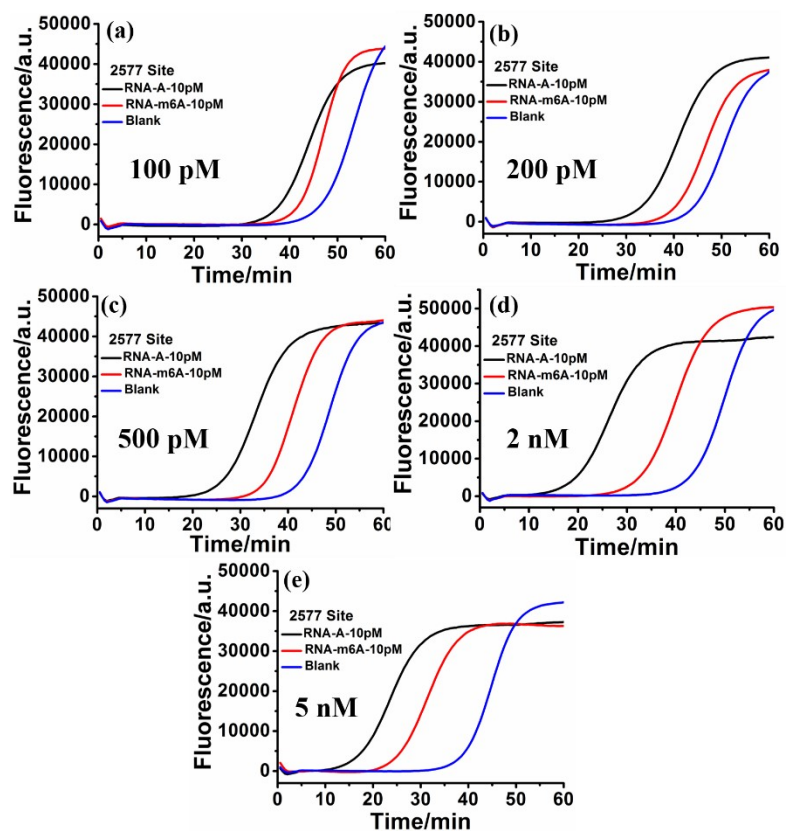 (a)
50000
40000
30000
20000
10000
0
Fluorescence/a.u.
2577 Site
RNA-A-10pM
RNA-m6A-10pM
Blank
100 pM
0 10 20 30 40 50 60
Time/min
(b)
50000
40000
30000
20000
10000
0
Fluorescence/a.u.
2577 Site
RNA-A-10pM
RNA-m6A-10pM
Blank
200 pM
0 10 20 30 40 50 60
Time/min
(c)
50000
40000
30000
20000
10000
0
Fluorescence/a.u.
2577 Site
RNA-A-10pM
RNA-m6A-10pM
Blank
500 pM
0 10 20 30 40 50 60
Time/min
(d)
50000
40000
30000
20000
10000
0
Fluorescence/a.u.
2577 Site
RNA-A-10pM
RNA-m6A-10pM
Blank
2 nM
0 10 20 30 40 50 60
Time/min
(e)
50000
40000
30000
20000
10000
0
Fluorescence/a.u.
2577 Site
RNA-A-10pM
RNA-m6A-10pM
Blank
5 nM
0 10 20 30 40 50 60
Time/min